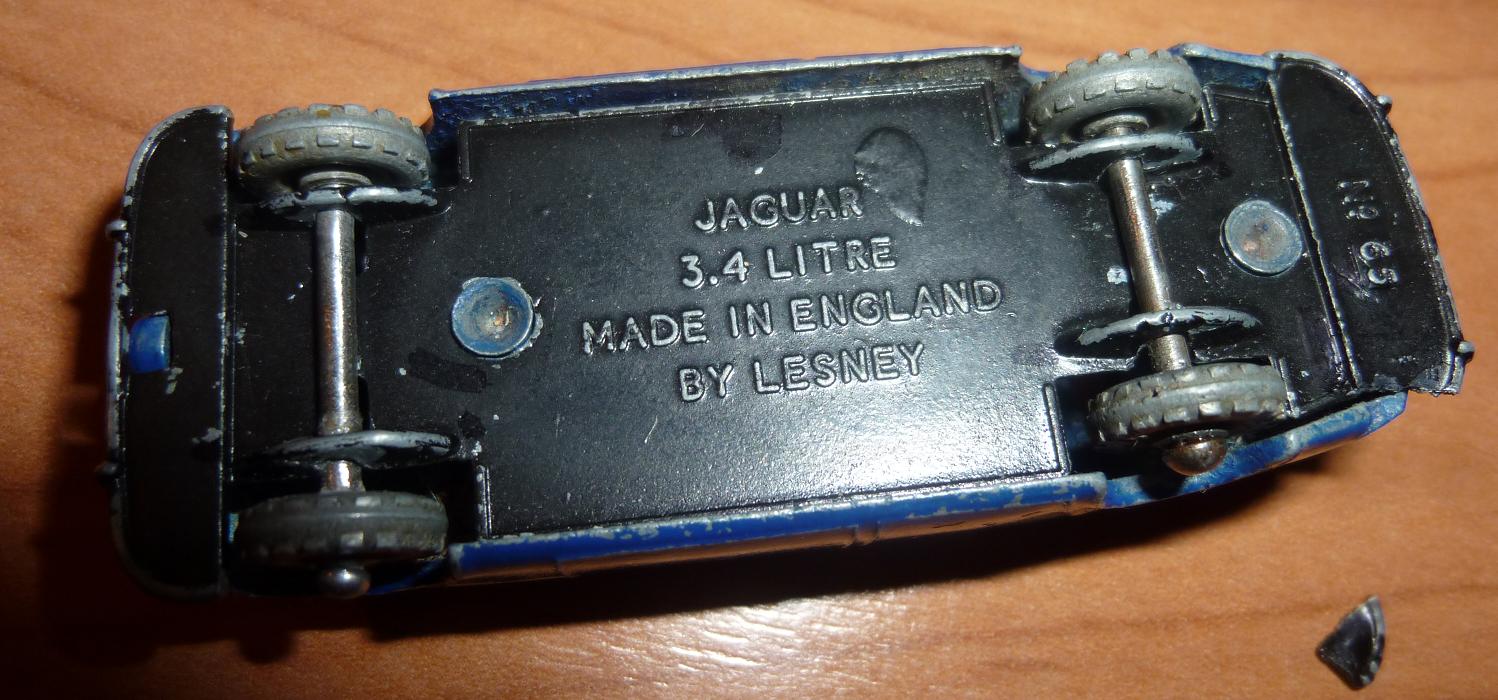 JAGUAR
3.4 LITRE
MADE IN ENGLAND
BY LESNEY
Nº 65